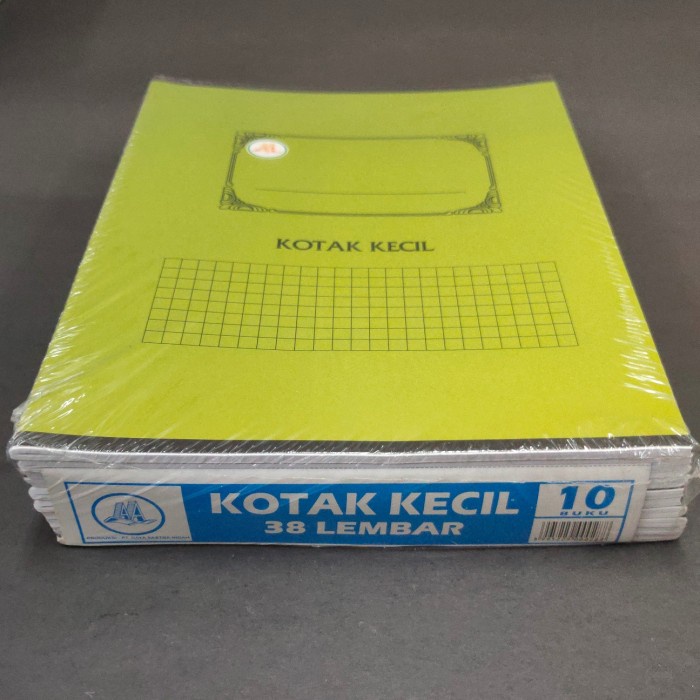 KOTAK KECIL
KOTAK KECIL
38 LEMBAR
10
BUKU